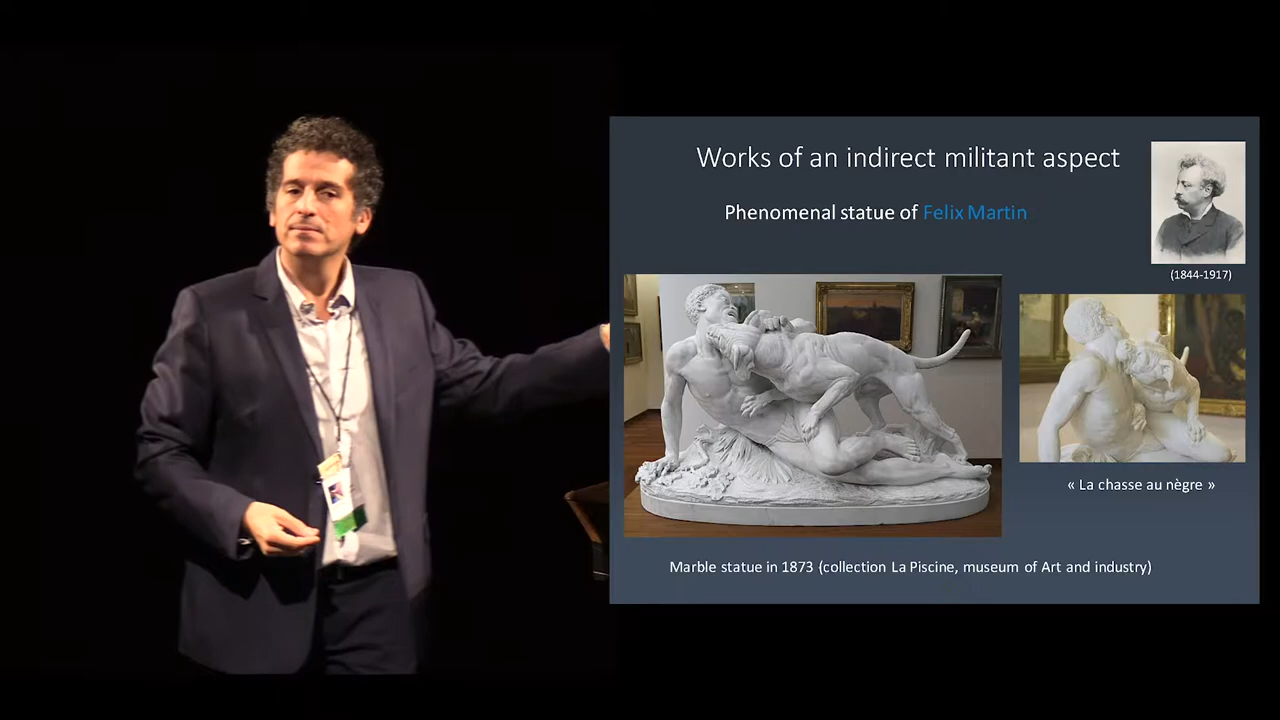 Works of an indirect militant aspect
Phenomenal statue of Felix Martin
(1844-1917)
« La chasse au nègre »
Marble statue in 1873 (collection La Piscine, museum of Art and industry)